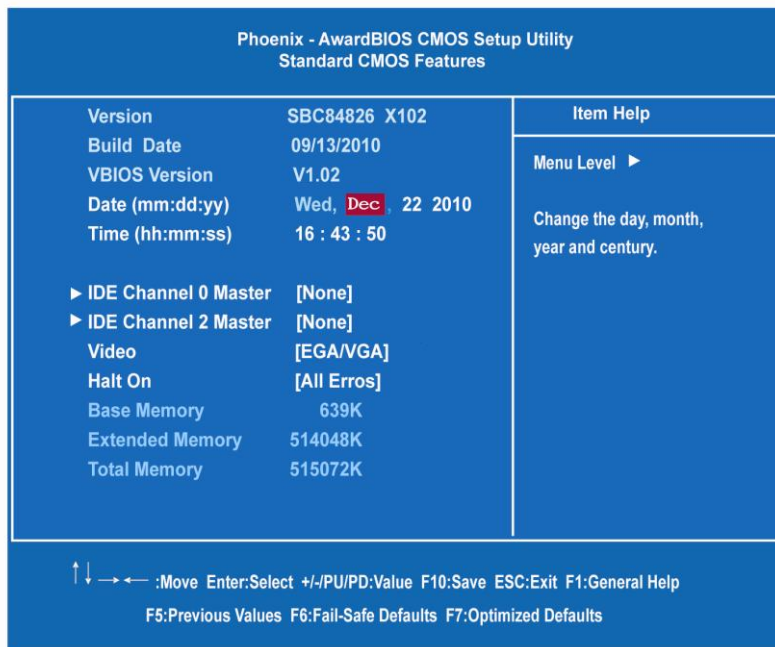 Phoenix - AwardBIOS CMOS Setup Utility
Standard CMOS Features
Version SBC84826 X102
Build Date 09/13/2010
VBIOS Version V1.02
Date (mm:dd:yy) Wed, Dec , 22 2010
Time (hh:mm:ss) 16 : 43 : 50
▶ IDE Channel 0 Master [None]
▶ IDE Channel 2 Master [None]
Video [EGA/VGA]
Halt On [All Erros]
Base Memory 639K
Extended Memory 514048K
Total Memory 515072K
Item Help
Menu Level ▶
Change the day, month,
year and century.
↑↓→← :Move Enter:Select +/-/PU/PD:Value F10:Save ESC:Exit F1:General Help
F5:Previous Values F6:Fail-Safe Defaults F7:Optimized Defaults